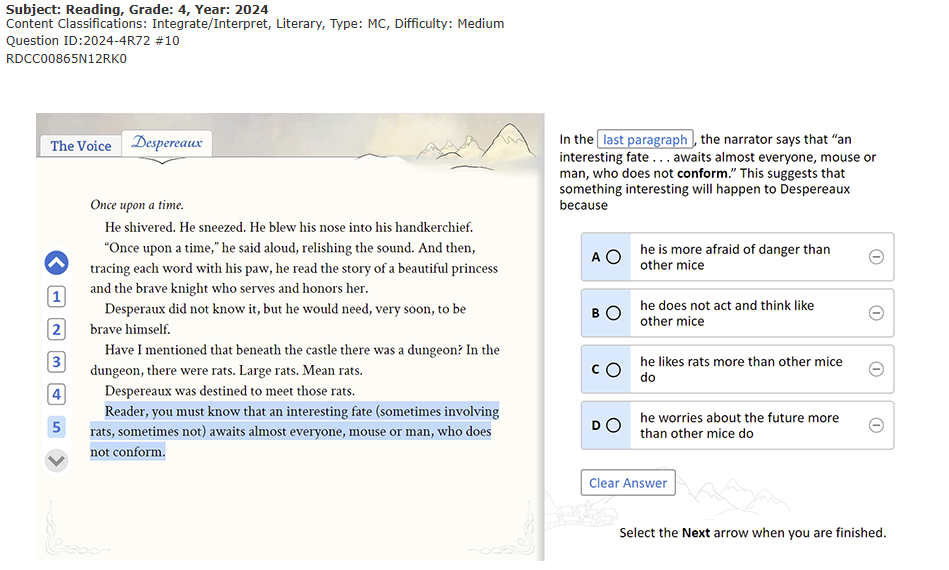 Subject: Reading, Grade: 4, Year: 2024
Content Classifications: Integrate/Interpret, Literary, Type: MC, Difficulty: Medium
Question ID:2024-4R72 #10
RDCC00865N12RK0
The Voice
Despereaux
Once upon a time.
He shivered. He sneezed. He blew his nose into his handkerchief.
“Once upon a time,” he said aloud, relishing the sound. And then,
tracing each word with his paw, he read the story of a beautiful princess
and the brave knight who serves and honors her.
Desperaux did not know it, but he would need, very soon, to be
brave himself.
Have I mentioned that beneath the castle there was a dungeon? In the
dungeon, there were rats. Large rats. Mean rats.
Despereaux was destined to meet those rats.
Reader, you must know that an interesting fate (sometimes involving
rats, sometimes not) awaits almost everyone, mouse or man, who does
not conform.
1
2
3
4
5
In the last paragraph, the narrator says that “an
interesting fate . . . awaits almost everyone, mouse or
man, who does not conform.” This suggests that
something interesting will happen to Despereaux
because
A he is more afraid of danger than
other mice
B he does not act and think like
other mice
C he likes rats more than other mice
do
D he worries about the future more
than other mice do
Clear Answer
Select the Next arrow when you are finished.